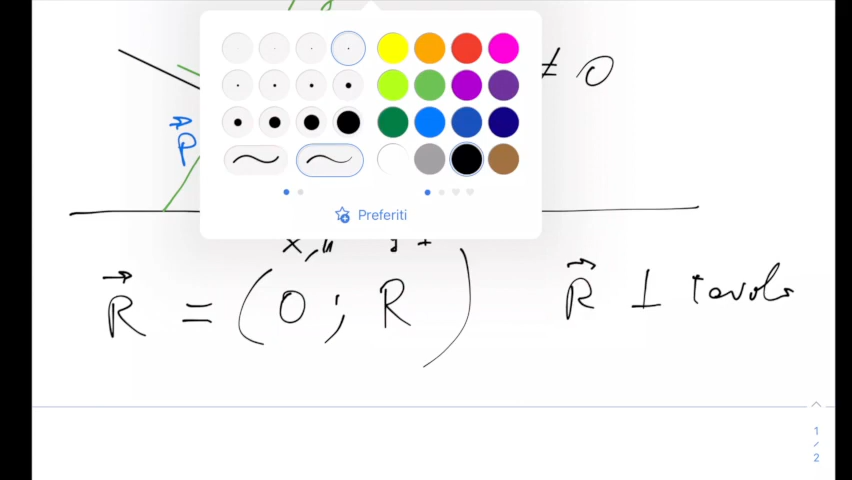 ≠ 0
P⃗
Preferiti
R⃗ = (0 ; R) R⃗ ⊥ tavolo
1
/
2